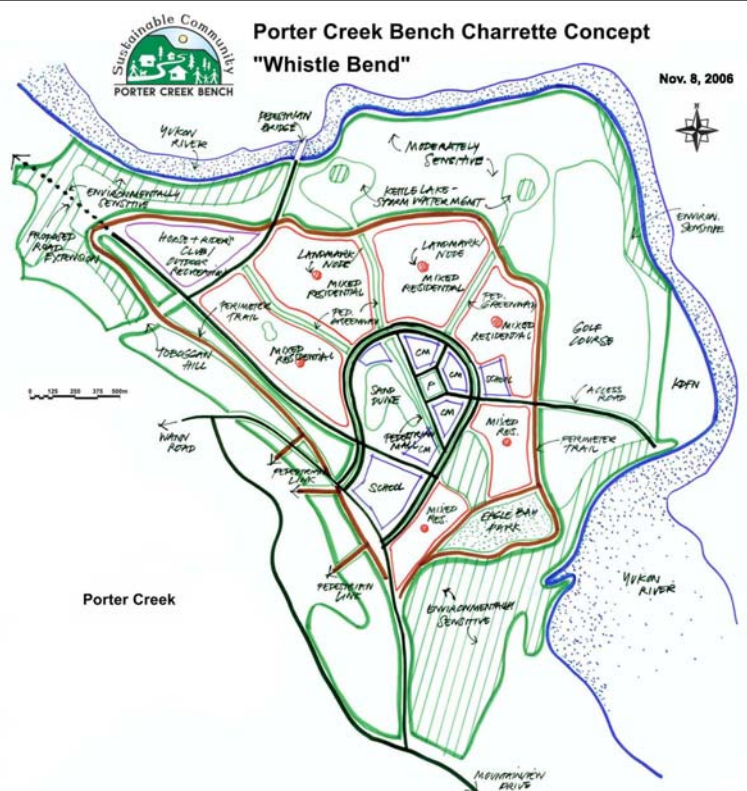 Sustainable Community
PORTER CREEK BENCH
Porter Creek Bench Charrette Concept
"Whistle Bend"
Nov. 8, 2006
N
PEDESTRIAN
BRIDGE
YUKON
RIVER
MODERATELY
SENSITIVE
KETTLE LAKE -
STORM WATER MGMT
ENVIRONMENTALLY
SENSITIVE
PROPOSED
ROAD
EXTENSION
ENVIRON.
SENSITIVE
HORSE + RIDERS
CLUB/
OUTDOOR
RECREATION
LANDMARK/
NODE
MIXED
RESIDENTIAL
LANDMARK/
NODE
MIXED
RESIDENTIAL
PERIMETER
TRAIL
PED.
GREENWAY
PED.
GREENWAY
MIXED
RESIDENTIAL
MIXED
RESIDENTIAL
GOLF
COURSE
TOBOGGAN
HILL
CM
CM
P
CM
CM
SAND
DUNE
SCHOOL
ACCESS
ROAD
KDFN
0 125 250 375 500m
WANN
ROAD
PEDESTRIAN
MALL
MIXED
RES.
PERIMETER
TRAIL
PEDESTRIAN
LINK
SCHOOL
MIXED
RES.
EAGLE BAY
PARK
PEDESTRIAN
LINK
Porter Creek
ENVIRONMENTALLY
SENSITIVE
YUKON
RIVER
MOUNTAINVIEW
DRIVE